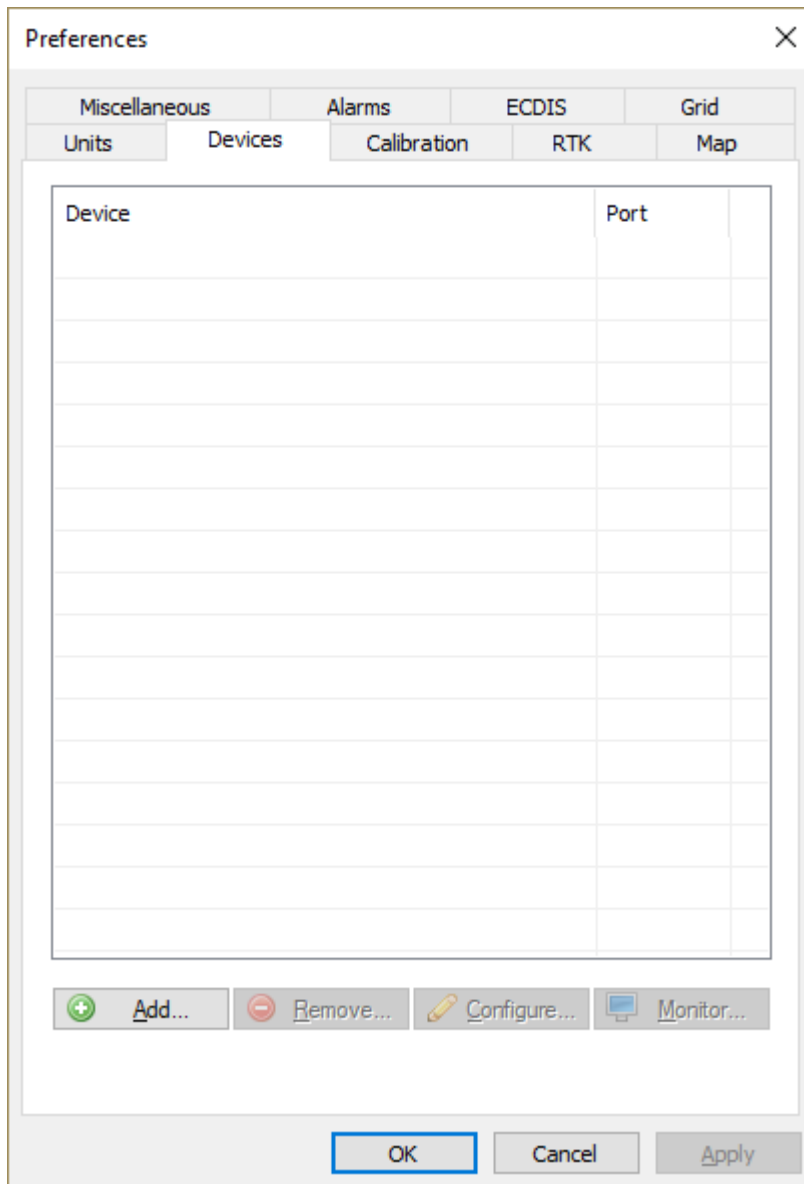 Preferences
Miscellaneous Alarms ECDIS Grid
Units Devices Calibration RTK Map
Device Port
Add... Remove... Configure... Monitor...
OK Cancel Apply